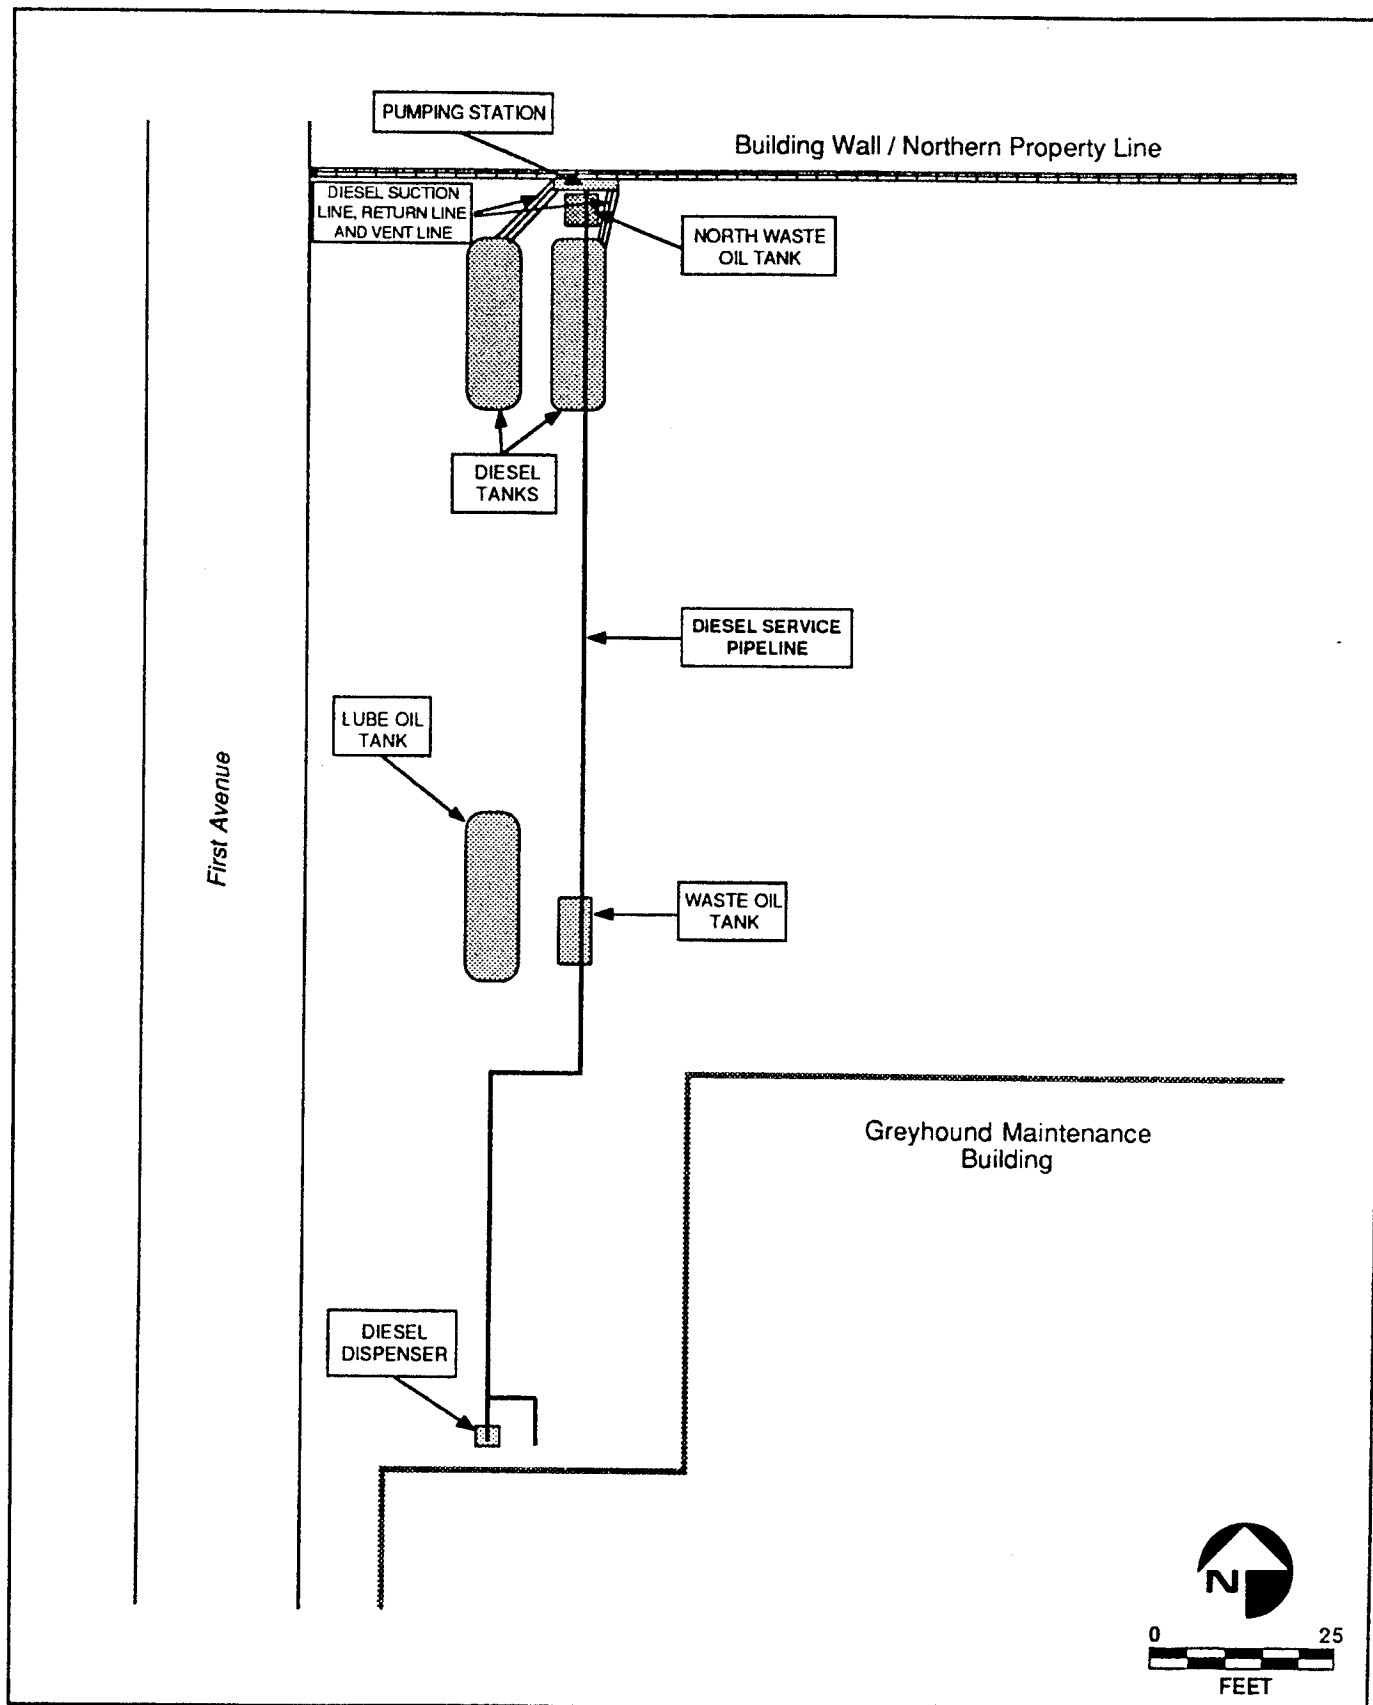 PUMPING STATION
Building Wall / Northern Property Line
DIESEL SUCTION
LINE, RETURN LINE
AND VENT LINE
NORTH WASTE
OIL TANK
DIESEL
TANKS
DIESEL SERVICE
PIPELINE
LUBE OIL
TANK
First Avenue
WASTE OIL
TANK
Greyhound Maintenance
Building
DIESEL
DISPENSER
N
0 25
FEET